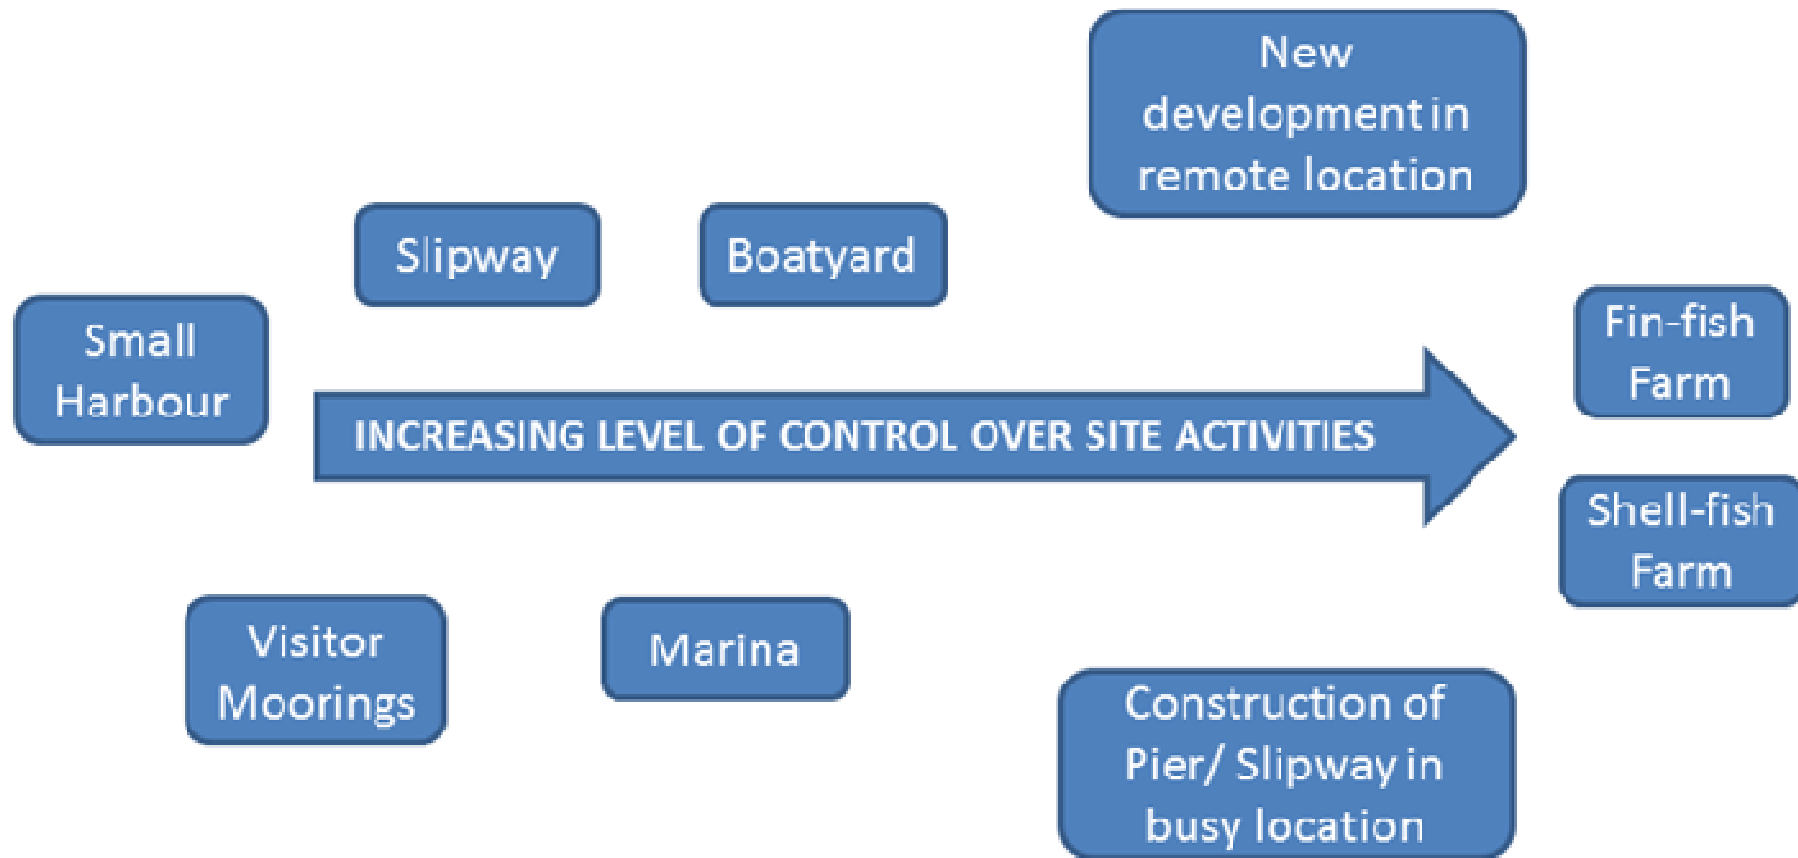 New
development in
remote location
Slipway
Boatyard
Small
Harbour
Fin-fish
Farm
INCREASING LEVEL OF CONTROL OVER SITE ACTIVITIES
Shell-fish
Farm
Visitor
Moorings
Marina
Construction of
Pier/ Slipway in
busy location